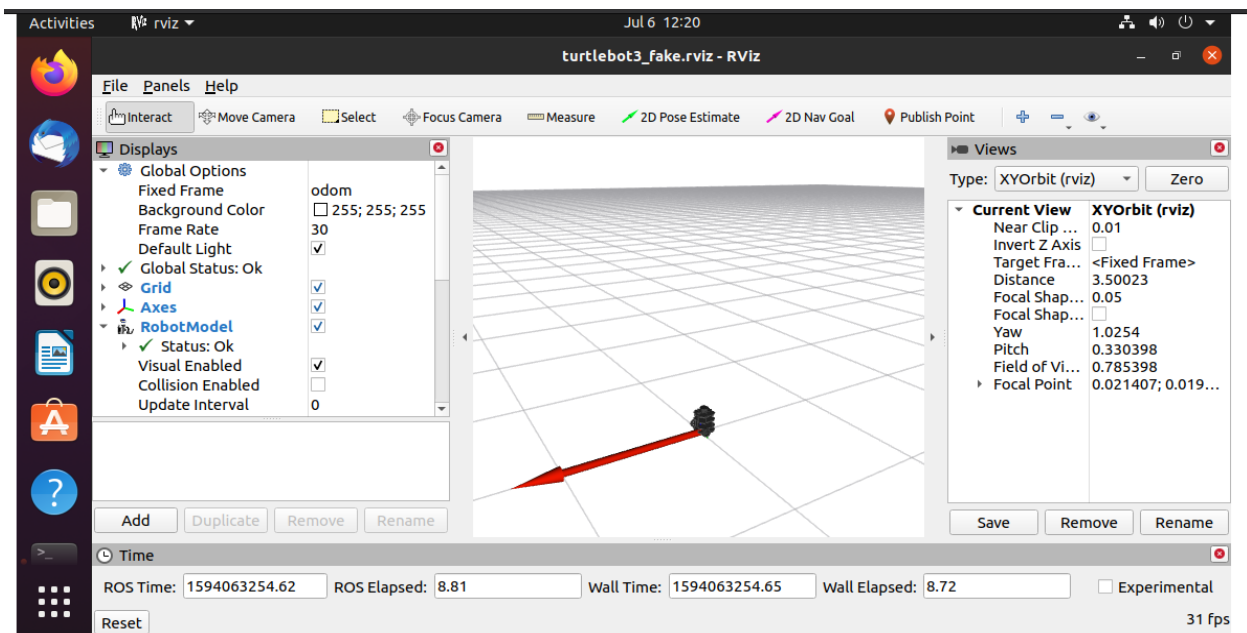 Activities rviz Jul 6 12:20
turtlebot3_fake.rviz - RViz
File Panels Help
Interact Move Camera Select Focus Camera Measure 2D Pose Estimate 2D Nav Goal Publish Point
Displays
Global Options
Fixed Frame odom
Background Color 255; 255; 255
Frame Rate 30
Default Light
Global Status: Ok
Grid
Axes
RobotModel
Status: Ok
Visual Enabled
Collision Enabled
Update Interval 0
Add Duplicate Remove Rename
Views
Type: XYOrbit (rviz) Zero
Current View XYOrbit (rviz)
Near Clip ... 0.01
Invert Z Axis
Target Fra... <Fixed Frame>
Distance 3.50023
Focal Shap... 0.05
Focal Shap...
Yaw 1.0254
Pitch 0.330398
Field of Vi... 0.785398
Focal Point 0.021407; 0.019...
Save Remove Rename
Time
ROS Time: 1594063254.62 ROS Elapsed: 8.81 Wall Time: 1594063254.65 Wall Elapsed: 8.72 Experimental
Reset 31 fps